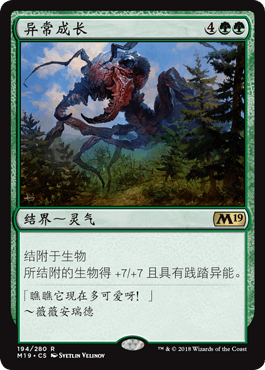 异常成长 4
结界～灵气 M19
结附于生物
所结附的生物得 +7/+7 且具有践踏异能。
「瞧瞧它现在多可爱呀！」
～薇薇安瑞德
194/280 R
M19 • CS SVETLIN VELINOV ™ & © 2018 Wizards of the Coast